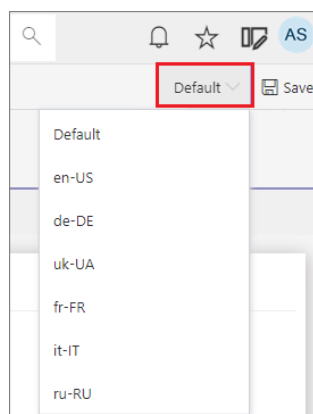 AS
Default
Save
Default
en-US
de-DE
uk-UA
fr-FR
it-IT
ru-RU